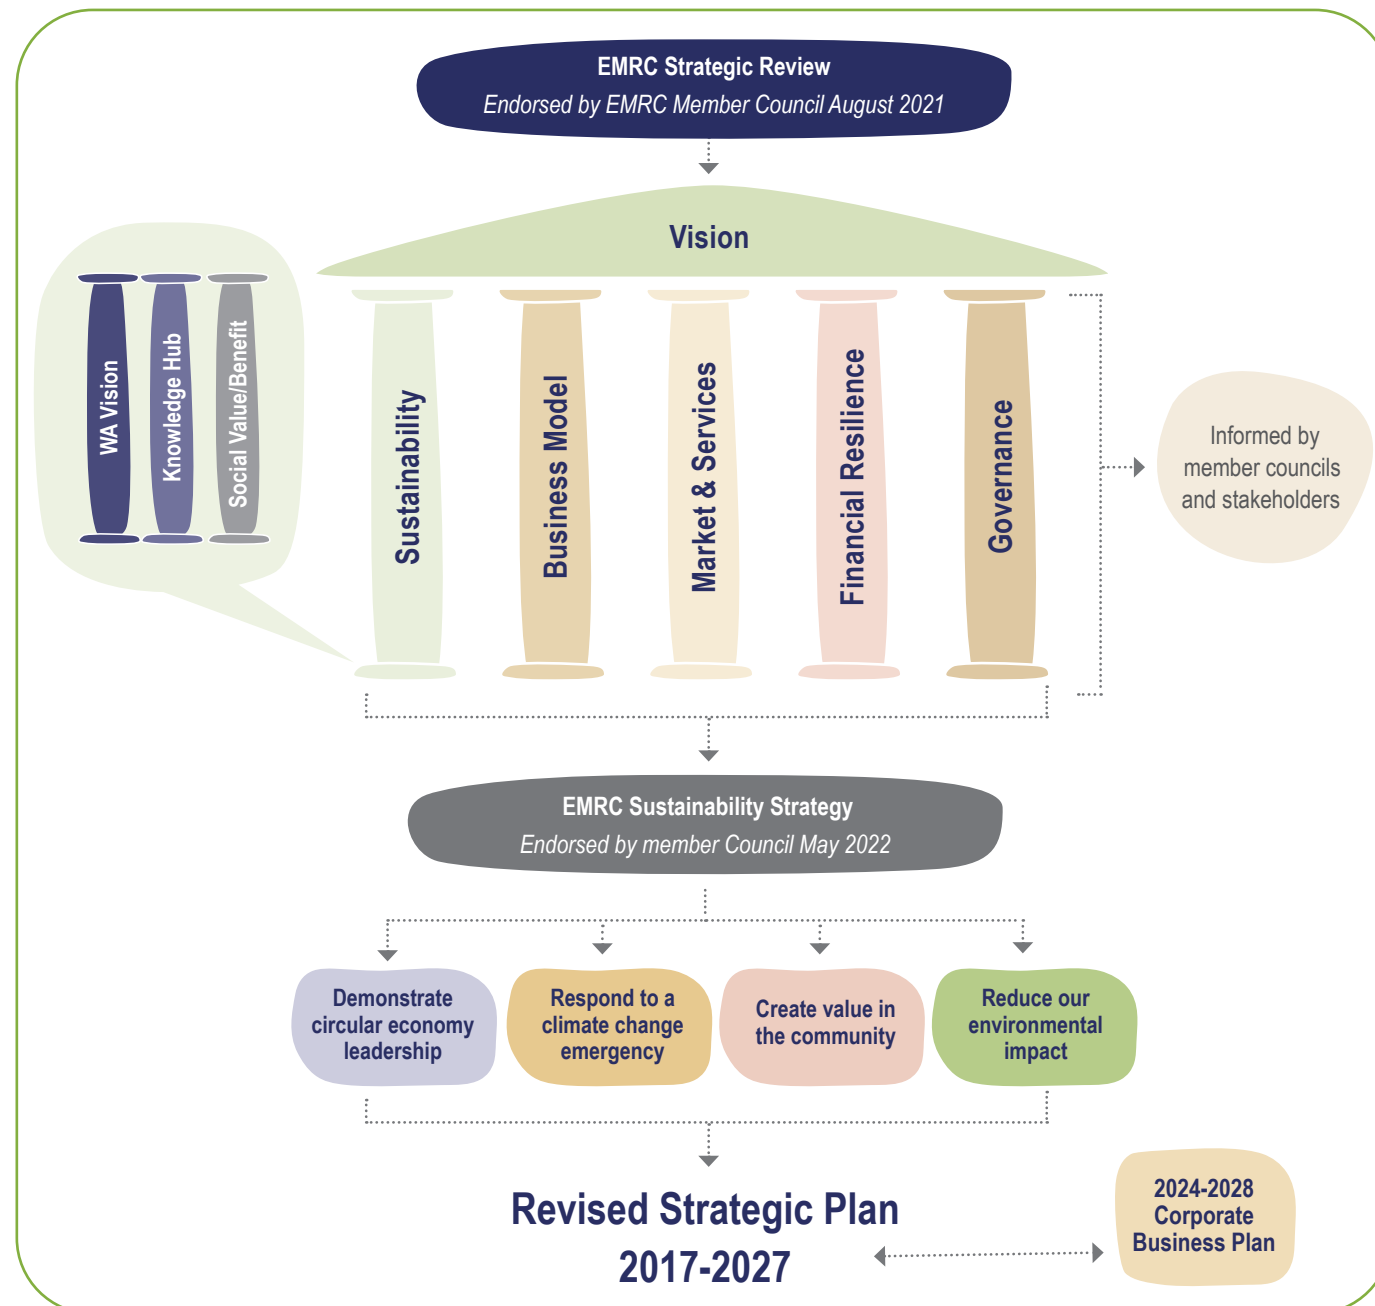 EMRC Strategic Review
Endorsed by EMRC Member Council August 2021
Vision
WA Vision
Knowledge Hub
Social Value/Benefit
Sustainability
Business Model
Market & Services
Financial Resilience
Governance
Informed by
member councils
and stakeholders
EMRC Sustainability Strategy
Endorsed by member Council May 2022
Demonstrate
circular economy
leadership
Respond to a
climate change
emergency
Create value in
the community
Reduce our
environmental
impact
Revised Strategic Plan
2017-2027
2024-2028
Corporate
Business Plan